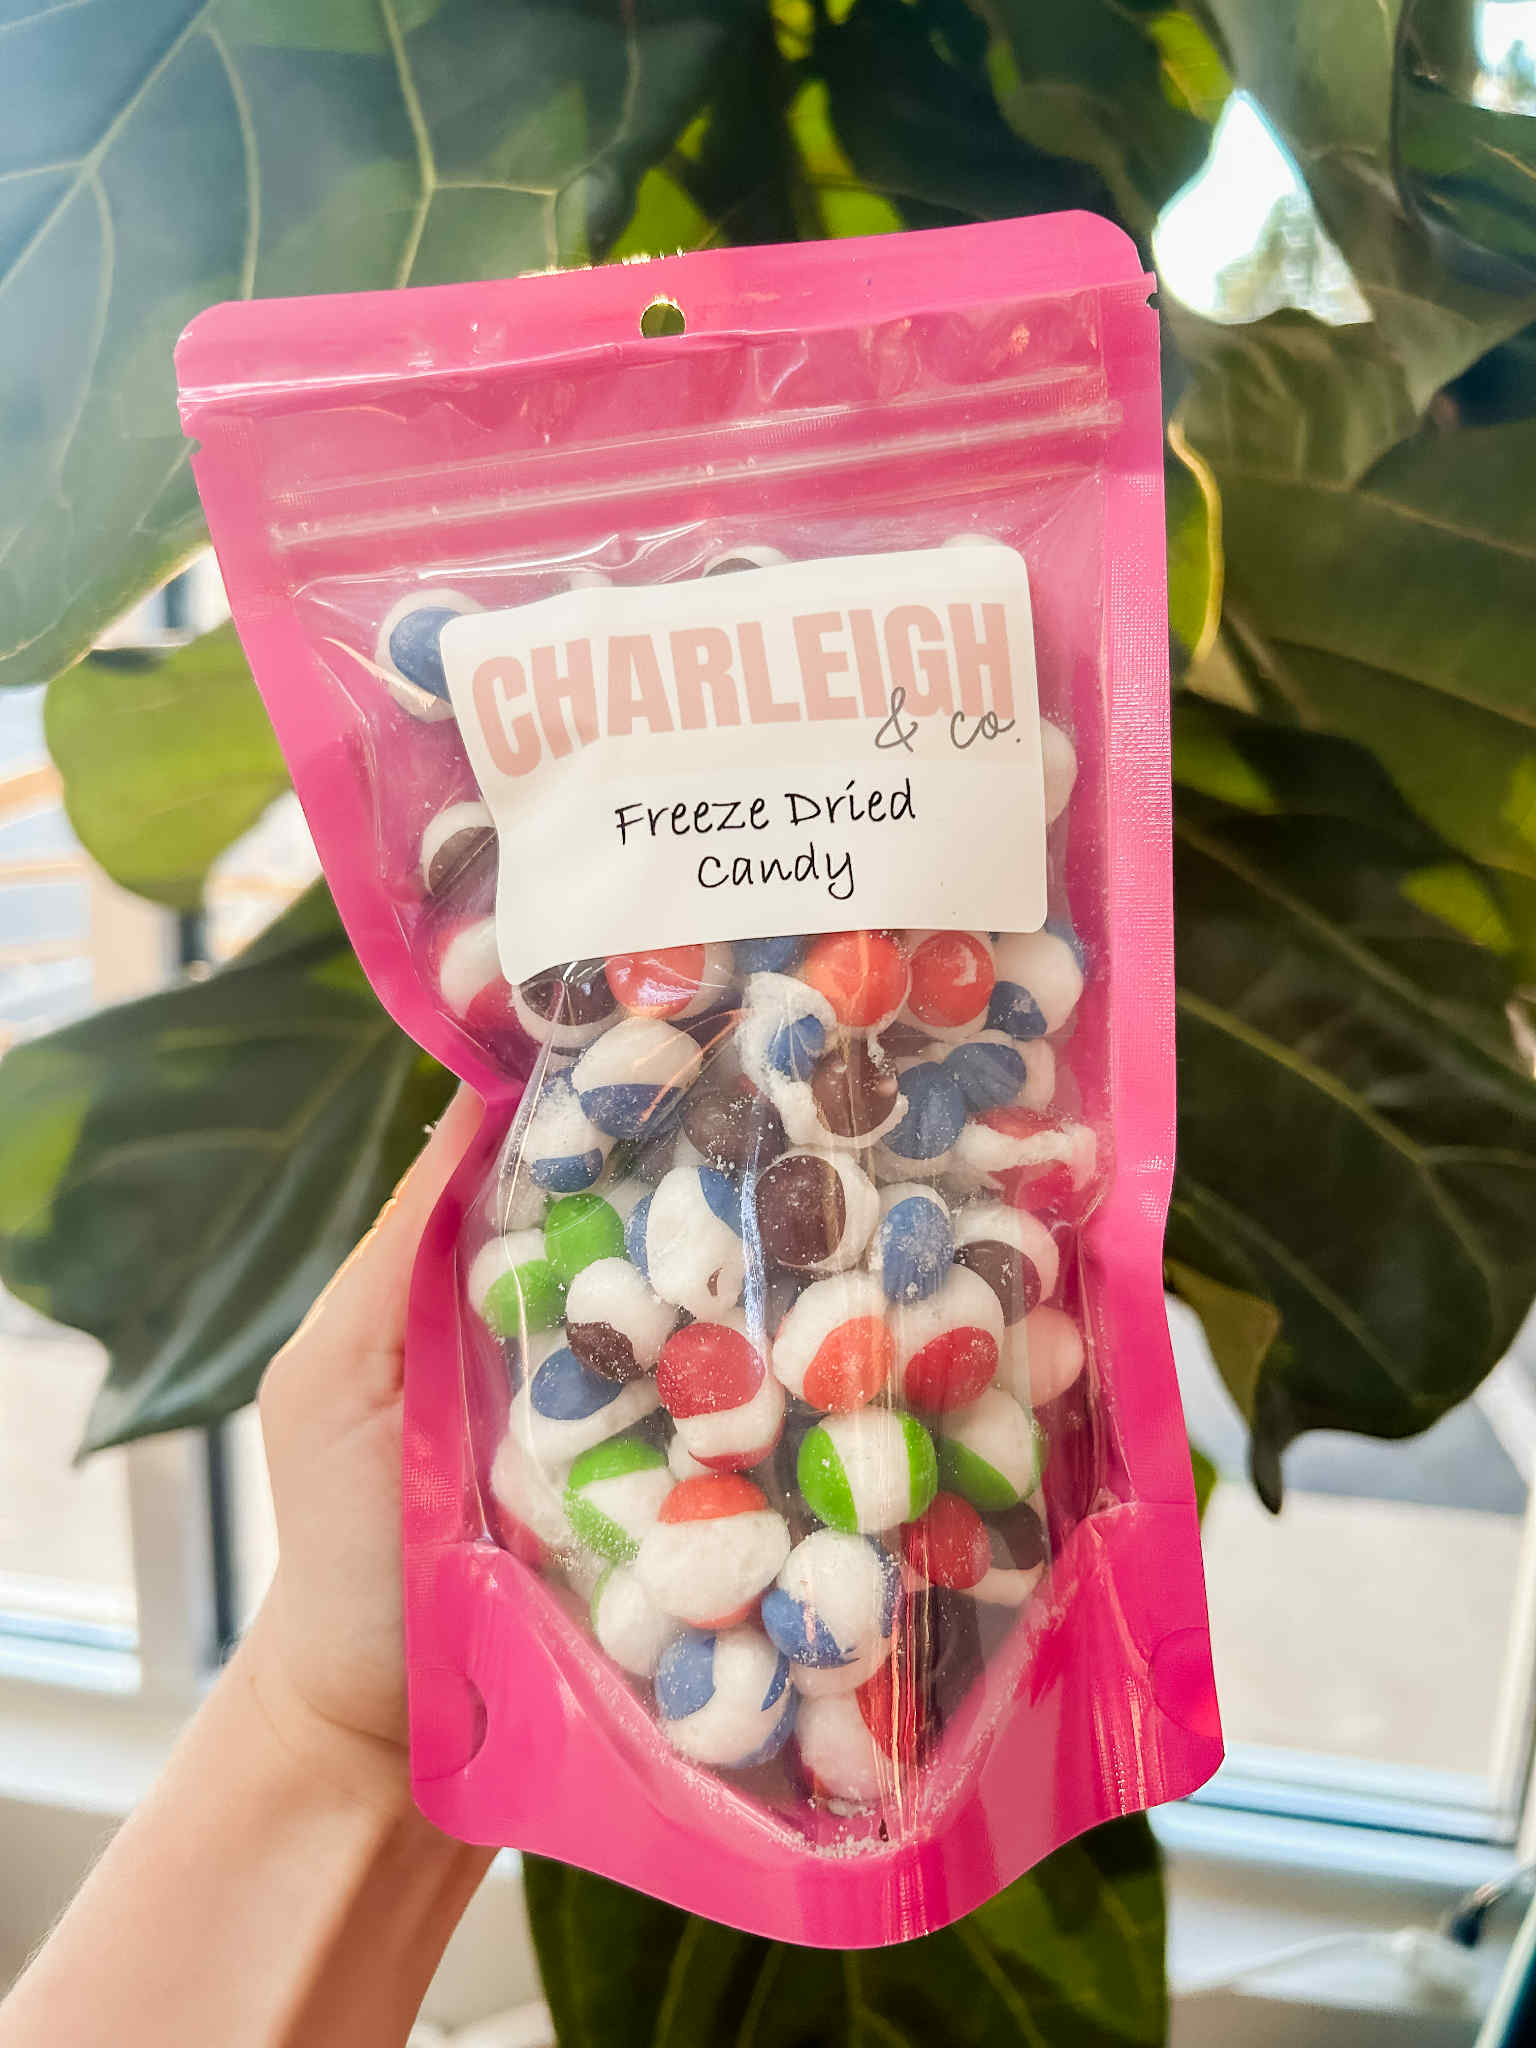 CHARLEIGH
& co.
Freeze Dried
Candy